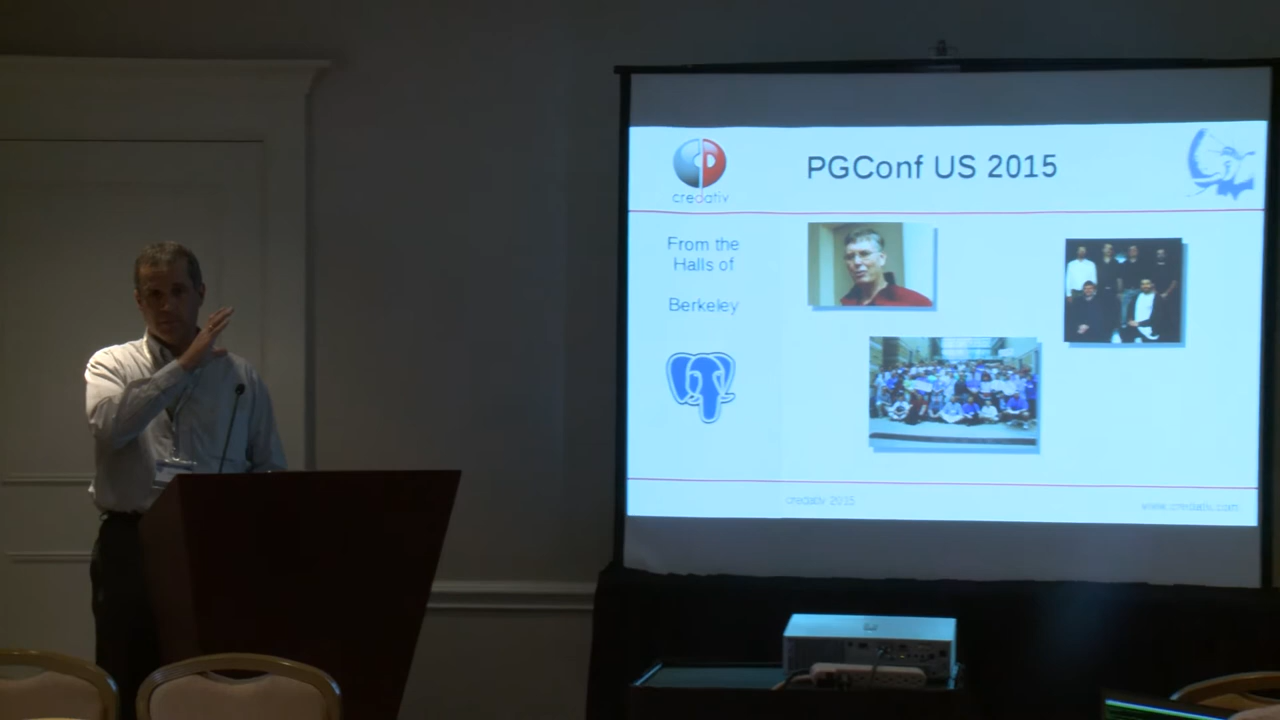 credativ
PGConf US 2015
From the
Halls of
Berkeley
credativ 2015
www.credativ.com